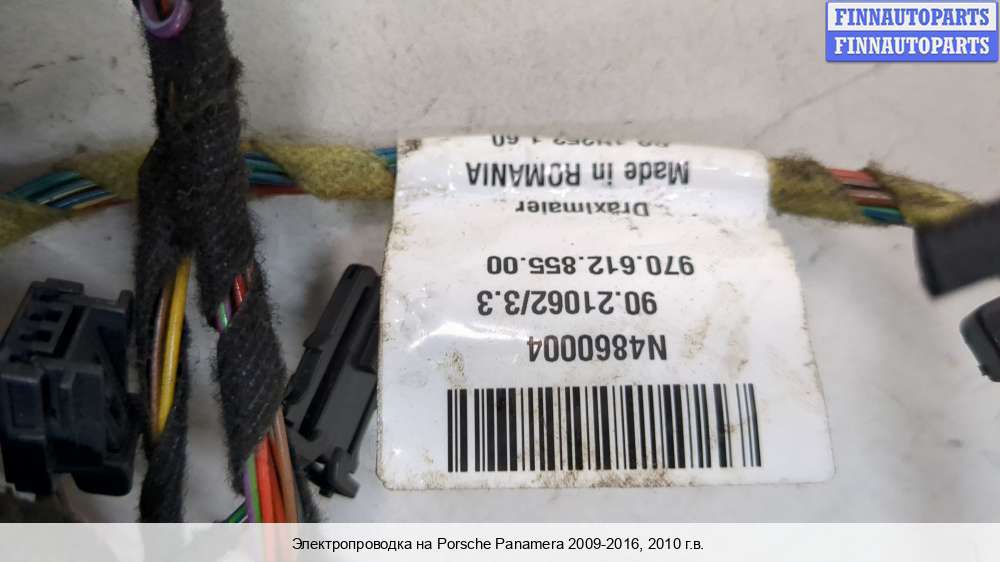 FINNAUTOPARTS
FINNAUTOPARTS
N4860004
90.21062/3.3
970.612.855.00
Dräxlmaier
Made in ROMANIA
Электропроводка на Porsche Panamera 2009-2016, 2010 г.в.